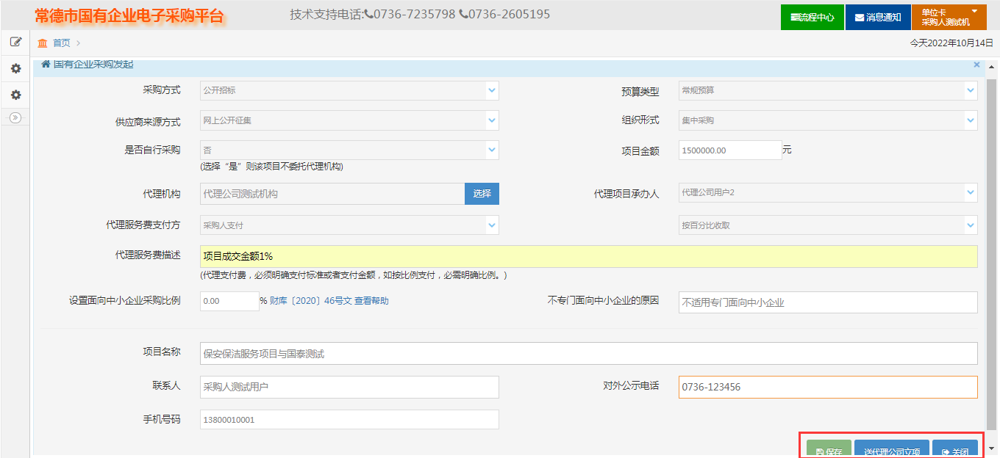 常德市国有企业电子采购平台
技术支持电话:0736-7235798 0736-2605195
流程中心
消息通知
单位卡
采购人测试机
首页
今天2022年10月14日
国有企业采购发起
采购方式 公开招标 预算类型 常规预算
供应商来源方式 网上公开征集 组织形式 集中采购
是否自行采购 否 项目金额 1500000.00 元
(选择“是”则该项目不委托代理机构)
代理机构 代理公司测试机构 选择 代理项目承办人 代理公司用户2
代理服务费支付方 采购人支付 按百分比收取
代理服务费描述 项目成交金额1%
(代理支付费，必须明确支付标准或者支付金额，如按比例支付，必需明确比例。)
设置面向中小企业采购比例 0.00 % 财库〔2020〕46号文 查看帮助 不专门面向中小企业的原因 不适用专门面向中小企业
项目名称 保安保洁服务项目与国泰测试
联系人 采购人测试用户 对外公示电话 0736-123456
手机号码 13800010001
保存 送代理公司立项 关闭